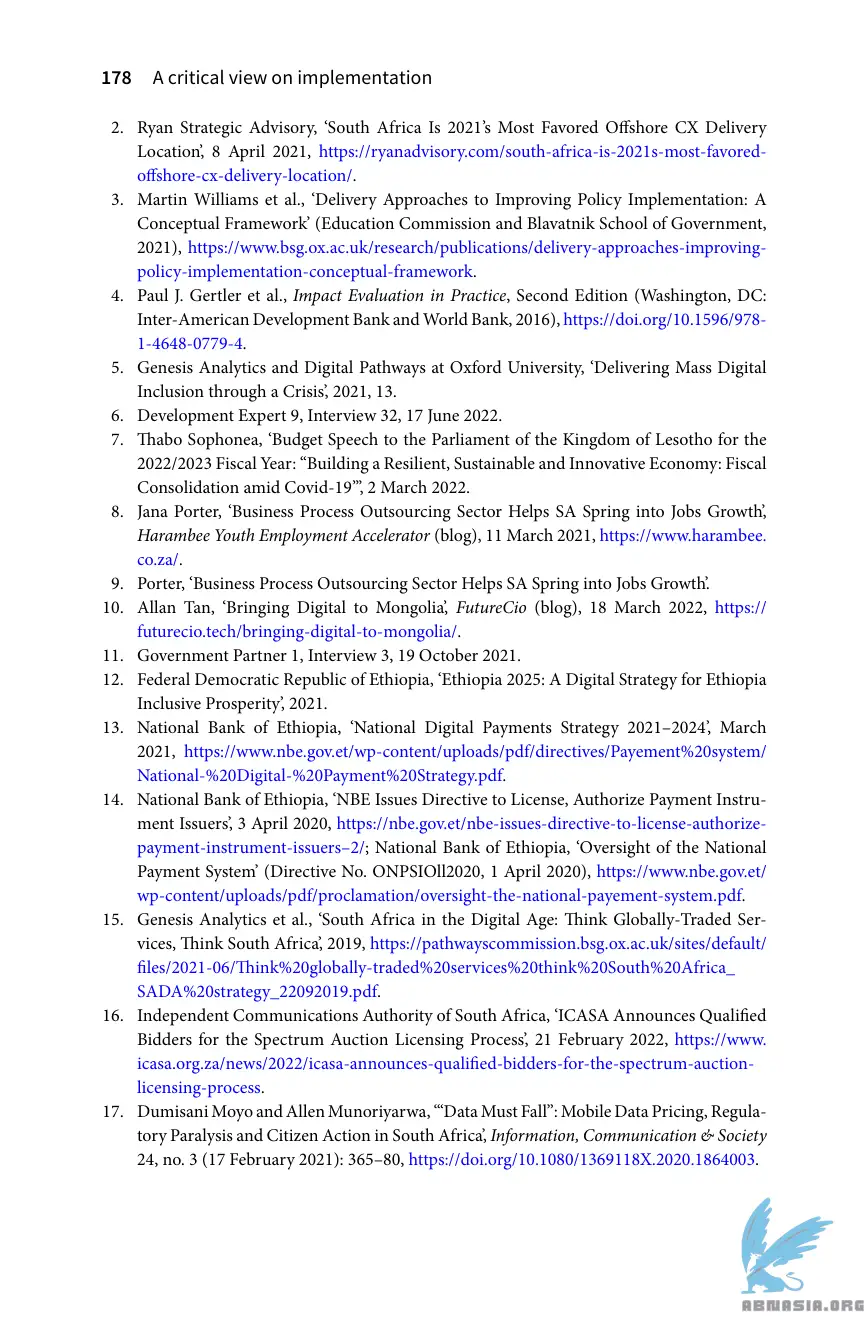 178 A critical view on implementation
2. Ryan Strategic Advisory, ‘South Africa Is 2021’s Most Favored Offshore CX Delivery
Location’, 8 April 2021, https://ryanadvisory.com/south-africa-is-2021s-most-favored-
offshore-cx-delivery-location/.
3. Martin Williams et al., ‘Delivery Approaches to Improving Policy Implementation: A
Conceptual Framework’ (Education Commission and Blavatnik School of Government,
2021), https://www.bsg.ox.ac.uk/research/publications/delivery-approaches-improving-
policy-implementation-conceptual-framework.
4. Paul J. Gertler et al., Impact Evaluation in Practice, Second Edition (Washington, DC:
Inter-American Development Bank and World Bank, 2016), https://doi.org/10.1596/978-
1-4648-0779-4.
5. Genesis Analytics and Digital Pathways at Oxford University, ‘Delivering Mass Digital
Inclusion through a Crisis’, 2021, 13.
6. Development Expert 9, Interview 32, 17 June 2022.
7. Thabo Sophonea, ‘Budget Speech to the Parliament of the Kingdom of Lesotho for the
2022/2023 Fiscal Year: “Building a Resilient, Sustainable and Innovative Economy: Fiscal
Consolidation amid Covid-19”’, 2 March 2022.
8. Jana Porter, ‘Business Process Outsourcing Sector Helps SA Spring into Jobs Growth’,
Harambee Youth Employment Accelerator (blog), 11 March 2021, https://www.harambee.
co.za/.
9. Porter, ‘Business Process Outsourcing Sector Helps SA Spring into Jobs Growth’.
10. Allan Tan, ‘Bringing Digital to Mongolia’, FutureCio (blog), 18 March 2022, https://
futurecio.tech/bringing-digital-to-mongolia/.
11. Government Partner 1, Interview 3, 19 October 2021.
12. Federal Democratic Republic of Ethiopia, ‘Ethiopia 2025: A Digital Strategy for Ethiopia
Inclusive Prosperity’, 2021.
13. National Bank of Ethiopia, ‘National Digital Payments Strategy 2021–2024’, March
2021, https://www.nbe.gov.et/wp-content/uploads/pdf/directives/Payement%20system/
National-%20Digital-%20Payment%20Strategy.pdf.
14. National Bank of Ethiopia, ‘NBE Issues Directive to License, Authorize Payment Instru-
ment Issuers’, 3 April 2020, https://nbe.gov.et/nbe-issues-directive-to-license-authorize-
payment-instrument-issuers–2/; National Bank of Ethiopia, ‘Oversight of the National
Payment System’ (Directive No. ONPSIOll2020, 1 April 2020), https://www.nbe.gov.et/
wp-content/uploads/pdf/proclamation/oversight-the-national-payement-system.pdf.
15. Genesis Analytics et al., ‘South Africa in the Digital Age: Think Globally-Traded Ser-
vices, Think South Africa’, 2019, https://pathwayscommission.bsg.ox.ac.uk/sites/default/
files/2021-06/Think%20globally-traded%20services%20think%20South%20Africa_
SADA%20strategy_22092019.pdf.
16. Independent Communications Authority of South Africa, ‘ICASA Announces Qualified
Bidders for the Spectrum Auction Licensing Process’, 21 February 2022, https://www.
icasa.org.za/news/2022/icasa-announces-qualified-bidders-for-the-spectrum-auction-
licensing-process.
17. Dumisani Moyo and Allen Munoriyarwa, ‘“Data Must Fall”: Mobile Data Pricing, Regula-
tory Paralysis and Citizen Action in South Africa’, Information, Communication & Society
24, no. 3 (17 February 2021): 365–80, https://doi.org/10.1080/1369118X.2020.1864003.
ABNASIA.ORG